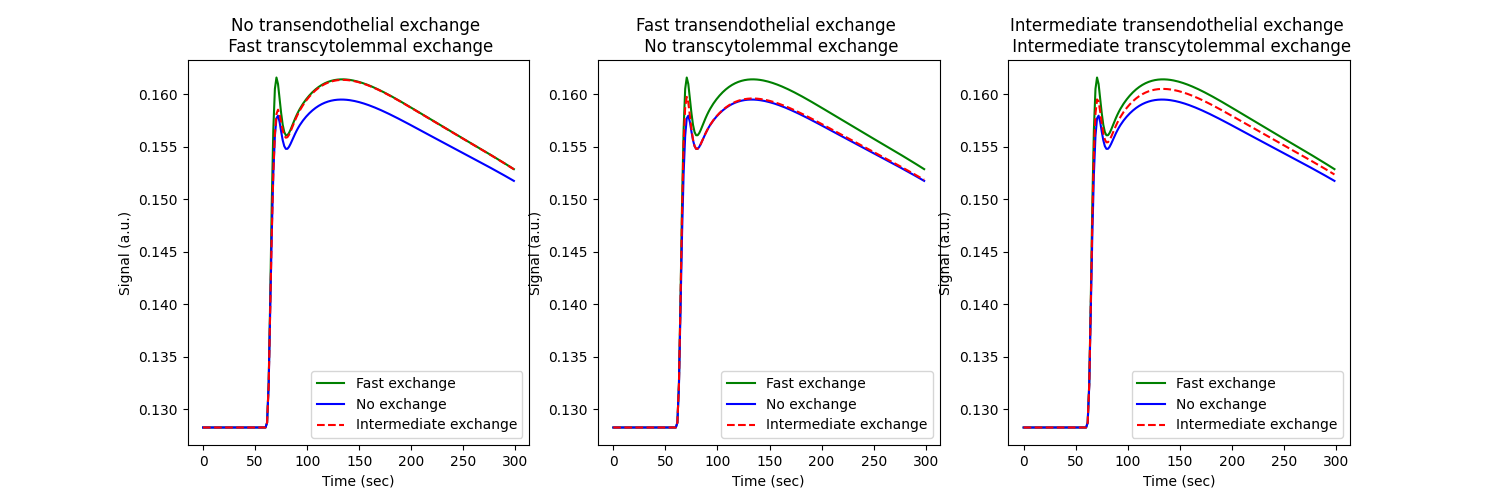 No transendothelial exchange
Fast transcytolemmal exchange
Signal (a.u.)
0.160
0.155
0.150
0.145
0.140
0.135
0.130
Fast exchange
No exchange
Intermediate exchange
0 50 100 150 200 250 300
Time (sec)
Fast transendothelial exchange
No transcytolemmal exchange
Signal (a.u.)
0.160
0.155
0.150
0.145
0.140
0.135
0.130
Fast exchange
No exchange
Intermediate exchange
0 50 100 150 200 250 300
Time (sec)
Intermediate transendothelial exchange
Intermediate transcytolemmal exchange
Signal (a.u.)
0.160
0.155
0.150
0.145
0.140
0.135
0.130
Fast exchange
No exchange
Intermediate exchange
0 50 100 150 200 250 300
Time (sec)